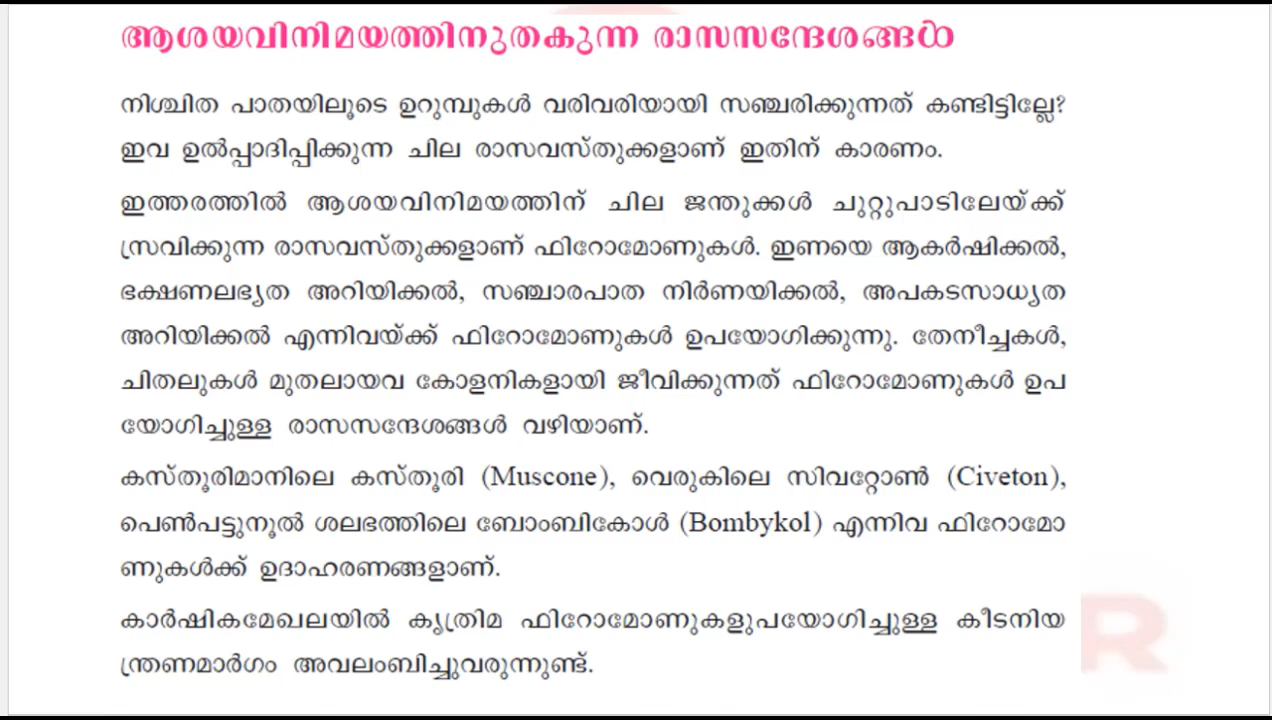 ആശയവിനിമയത്തിനുതകുന്ന രാസസന്ദേശങ്ങൾ
നിശ്ചിത പാതയിലൂടെ ഉറുമ്പുകൾ വരിവരിയായി സഞ്ചരിക്കുന്നത് കണ്ടിട്ടില്ലേ?
ഇവ ഉൽപ്പാദിപ്പിക്കുന്ന ചില രാസവസ്തുക്കളാണ് ഇതിന് കാരണം.
ഇത്തരത്തിൽ ആശയവിനിമയത്തിന് ചില ജന്തുക്കൾ ചുറ്റുപാടിലേയ്ക്ക്
സ്രവിക്കുന്ന രാസവസ്തുക്കളാണ് ഫിറോമോണുകൾ. ഇണയെ ആകർഷിക്കൽ,
ഭക്ഷണലഭ്യത അറിയിക്കൽ, സഞ്ചാരപാത നിർണയിക്കൽ, അപകടസാധ്യത
അറിയിക്കൽ എന്നിവയ്ക്ക് ഫിറോമോണുകൾ ഉപയോഗിക്കുന്നു. തേനീച്ചകൾ,
ചിതലുകൾ മുതലായവ കോളനികളായി ജീവിക്കുന്നത് ഫിറോമോണുകൾ ഉപ
യോഗിച്ചുള്ള രാസസന്ദേശങ്ങൾ വഴിയാണ്.
കസ്തൂരിമാനിലെ കസ്തൂരി (Muscone), വെരുകിലെ സിവറ്റോൺ (Civeton),
പെൺപട്ടുനൂൽ ശലഭത്തിലെ ബോംബികോൾ (Bombykol) എന്നിവ ഫിറോമോ
ണുകൾക്ക് ഉദാഹരണങ്ങളാണ്.
കാർഷികമേഖലയിൽ കൃത്രിമ ഫിറോമോണുകളുപയോഗിച്ചുള്ള കീടനിയ
ന്ത്രണമാർഗം അവലംബിച്ചുവരുന്നുണ്ട്.
R